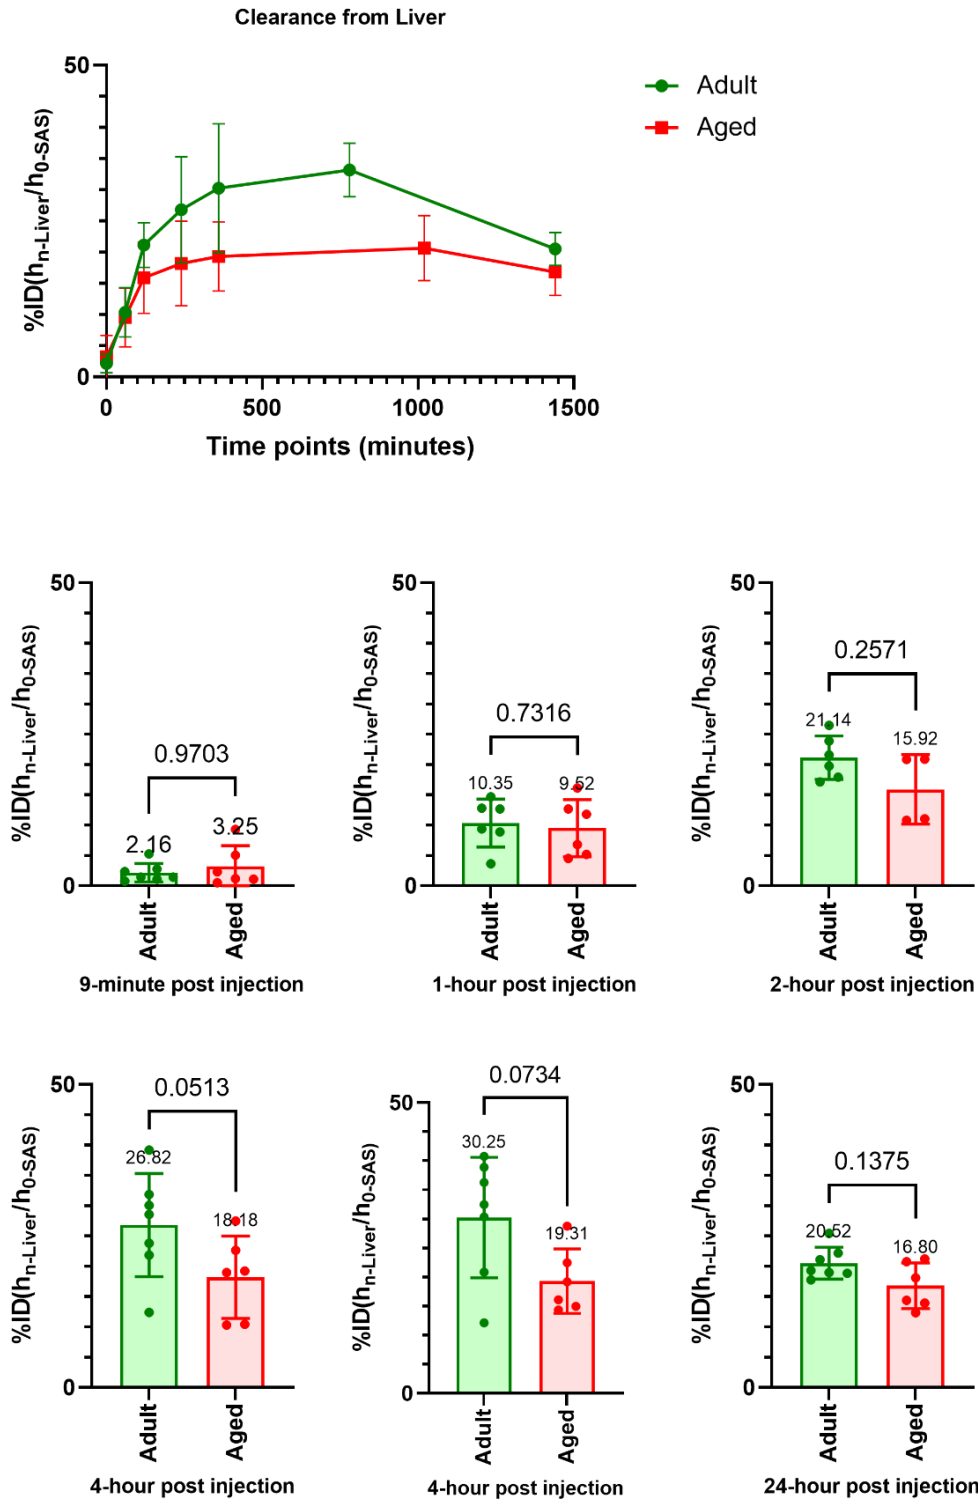 Clearance from Liver
50
0
%ID(hn-Liver/h0-SAS)
0 500 1000 1500
Time points (minutes)
Adult
Aged
50
0
%ID(hn-Liver/h0-SAS)
0.9703
2.16
3.25
Adult
Aged
9-minute post injection
50
0
%ID(hn-Liver/h0-SAS)
0.7316
10.35
9.52
Adult
Aged
1-hour post injection
50
0
%ID(hn-Liver/h0-SAS)
0.2571
21.14
15.92
Adult
Aged
2-hour post injection
50
0
%ID(hn-Liver/h0-SAS)
0.0513
26.82
18.18
Adult
Aged
4-hour post injection
50
0
%ID(hn-Liver/h0-SAS)
0.0734
30.25
19.31
Adult
Aged
4-hour post injection
50
0
%ID(hn-Liver/h0-SAS)
0.1375
20.52
16.80
Adult
Aged
24-hour post injection